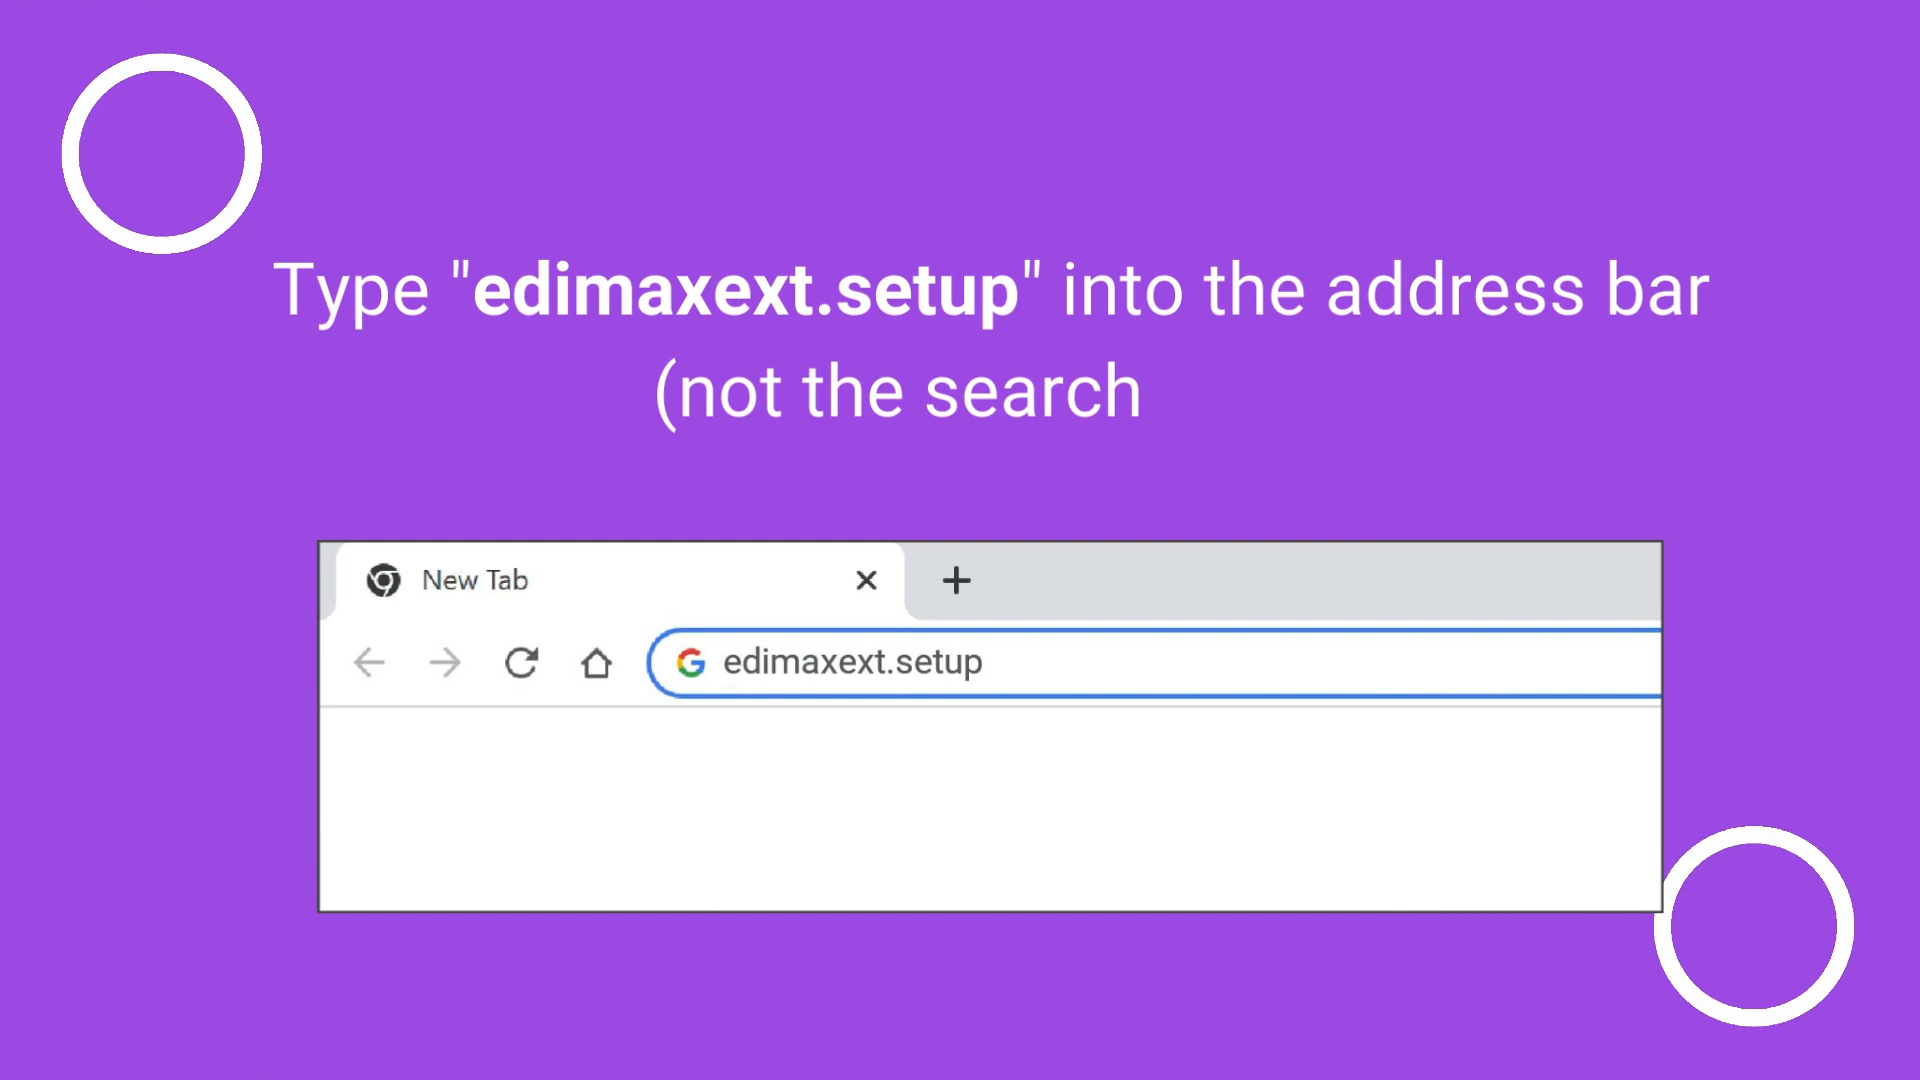 Type "edimaxext.setup" into the address bar
(not the search
New Tab
edimaxext.setup